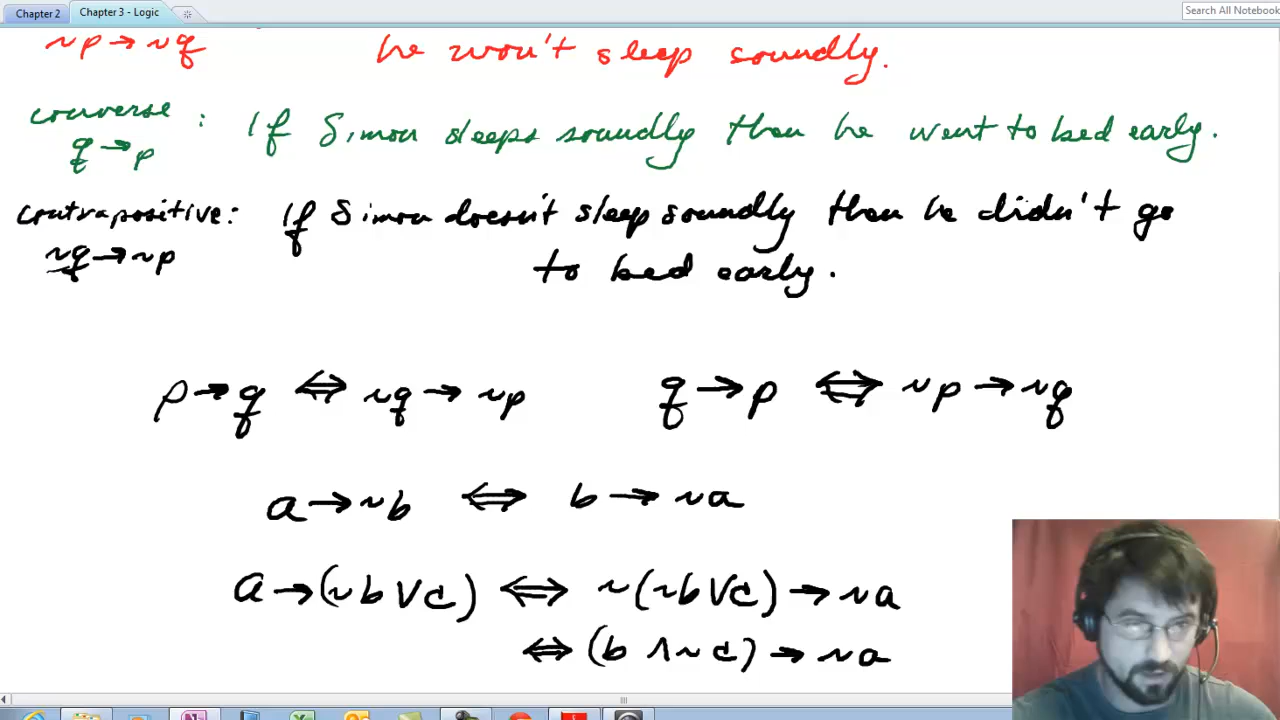 Chapter 2 Chapter 3 - Logic Search All Notebook
~p → ~q he won't sleep soundly.
converse : If Simon sleeps soundly then he went to bed early.
q → p
contrapositive: If Simon doesn't sleep soundly then he didn't go
~q → ~p to bed early.
p → q ⇔ ~q → ~p q → p ⇔ ~p → ~q
a → ~b ⇔ b → ~a
a → (~b ∨ c) ⇔ ~(~b ∨ c) → ~a
⇔ (b ∧ ~c) → ~a